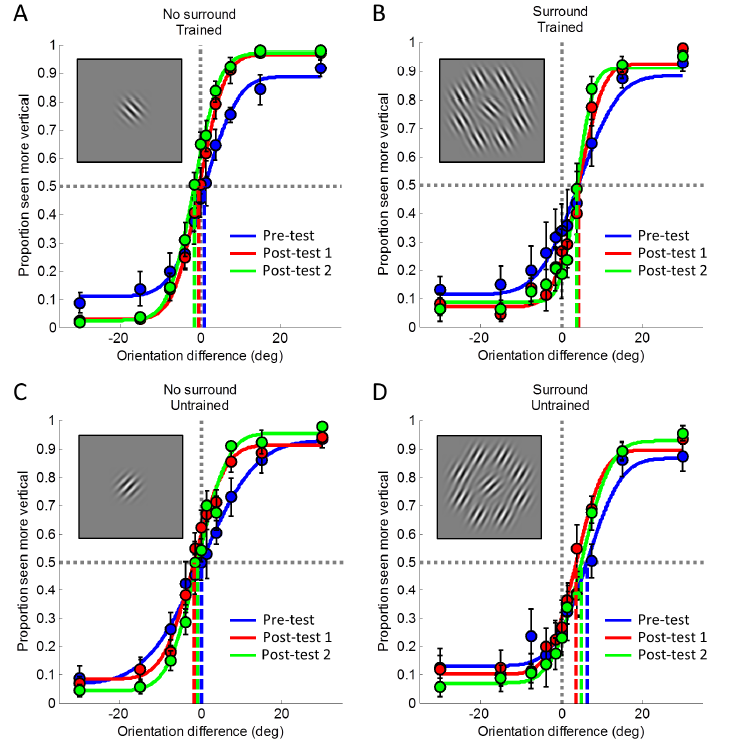 A
No surround
Trained
Proportion seen more vertical
1
0.9
0.8
0.7
0.6
0.5
0.4
0.3
0.2
0.1
0
Pre-test
Post-test 1
Post-test 2
-20
0
20
Orientation difference (deg)
B
Surround
Trained
Proportion seen more vertical
1
0.9
0.8
0.7
0.6
0.5
0.4
0.3
0.2
0.1
0
Pre-test
Post-test 1
Post-test 2
-20
0
20
Orientation difference (deg)
C
No surround
Untrained
Proportion seen more vertical
1
0.9
0.8
0.7
0.6
0.5
0.4
0.3
0.2
0.1
0
Pre-test
Post-test 1
Post-test 2
-20
0
20
Orientation difference (deg)
D
Surround
Untrained
Proportion seen more vertical
1
0.9
0.8
0.7
0.6
0.5
0.4
0.3
0.2
0.1
0
Pre-test
Post-test 1
Post-test 2
-20
0
20
Orientation difference (deg)